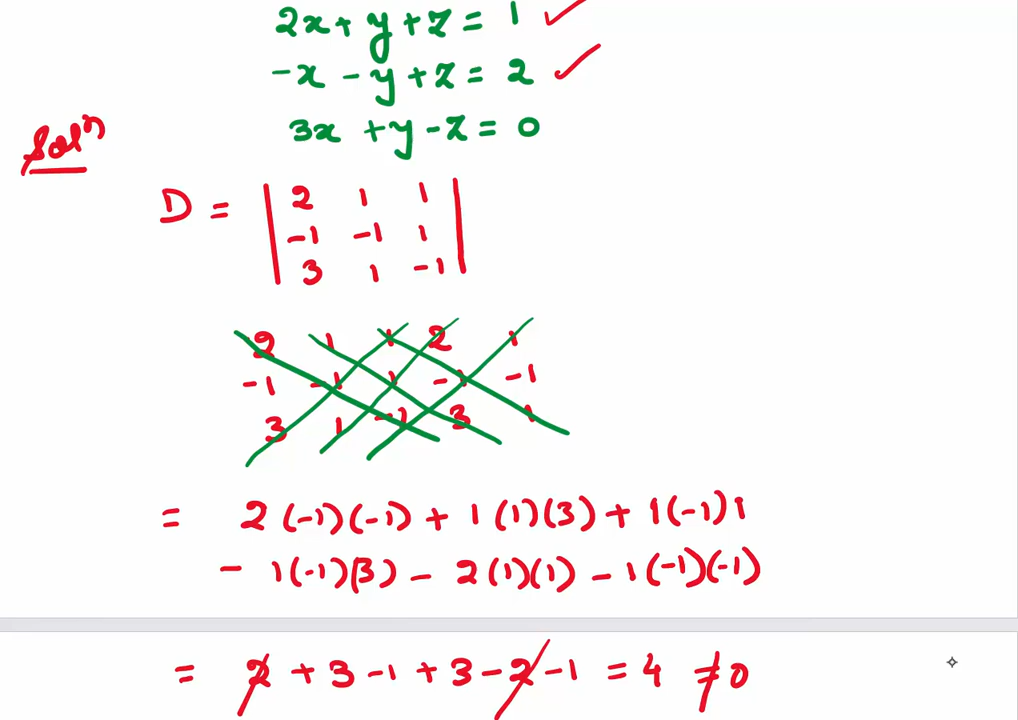 2x + y + z = 1
-x - y + z = 2
3x + y - z = 0
Solⁿ
D = | 2 1 1 |
| -1 -1 1 |
| 3 1 -1 |
2 1 1 2 1
-1 -1 1 -1 -1
3 1 -1 3 1
= 2(-1)(-1) + 1(1)(3) + 1(-1)1
- 1(-1)(3) - 2(1)(1) - 1(-1)(-1)
= 2 + 3 - 1 + 3 - 2 - 1 = 4 ≠ 0